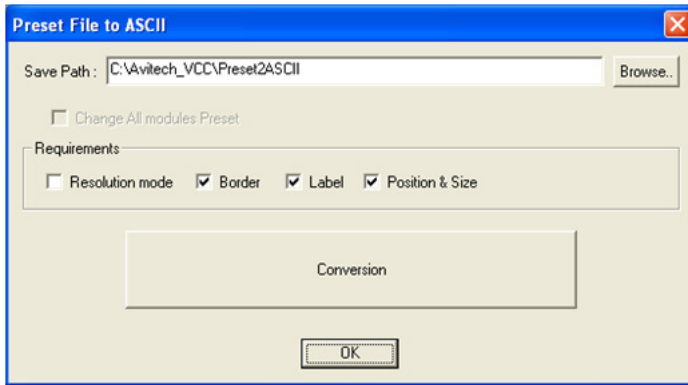 Preset File to ASCII
Save Path : C:\Avitech_VCC\Preset2ASCII Browse..
Change All modules Preset
Requirements
Resolution mode Border Label Position & Size
Conversion
OK